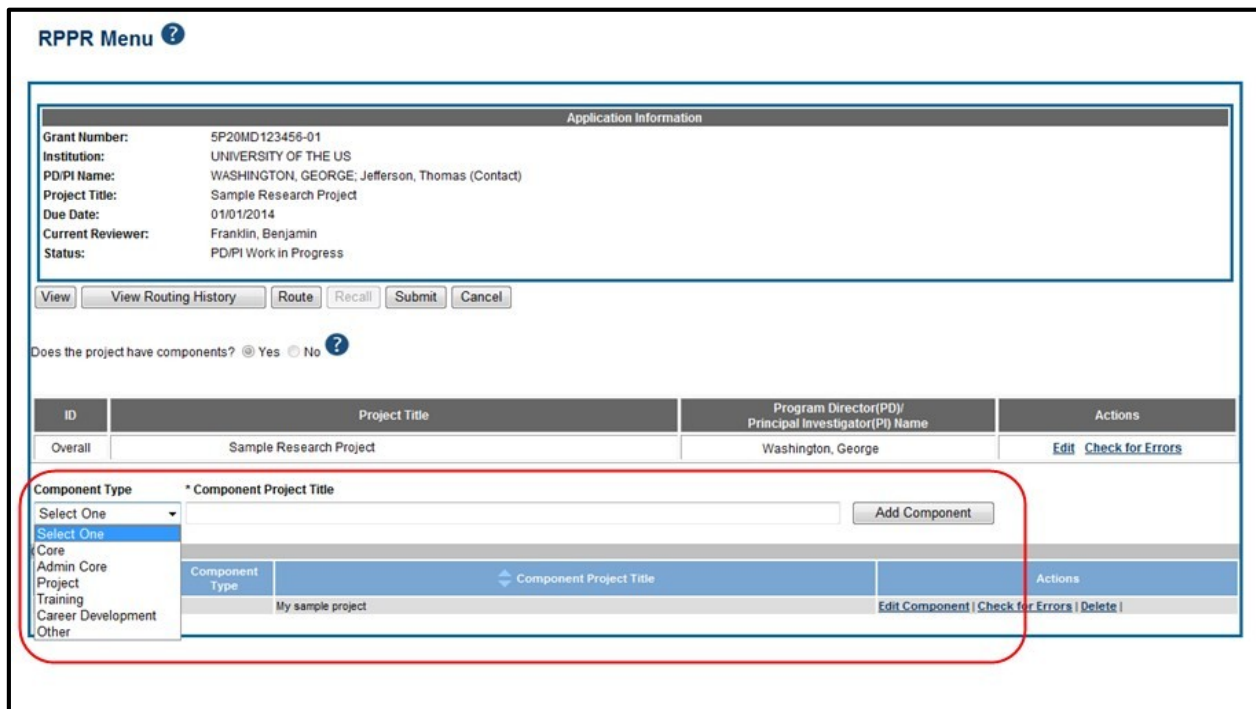 RPPR Menu ?
Application Information
Grant Number: 5P20MD123456-01
Institution: UNIVERSITY OF THE US
PD/PI Name: WASHINGTON, GEORGE; Jefferson, Thomas (Contact)
Project Title: Sample Research Project
Due Date: 01/01/2014
Current Reviewer: Franklin, Benjamin
Status: PD/PI Work in Progress
View View Routing History Route Recall Submit Cancel
Does the project have components? Yes No ?
ID Project Title Program Director(PD)/ Principal Investigator(PI) Name Actions
Overall Sample Research Project Washington, George Edit Check for Errors
Component Type * Component Project Title
Select One Add Component
Select One
Core
Admin Core
Project
Training
Career Development
Other
Component Type Component Project Title Actions
My sample project Edit Component | Check for Errors | Delete |